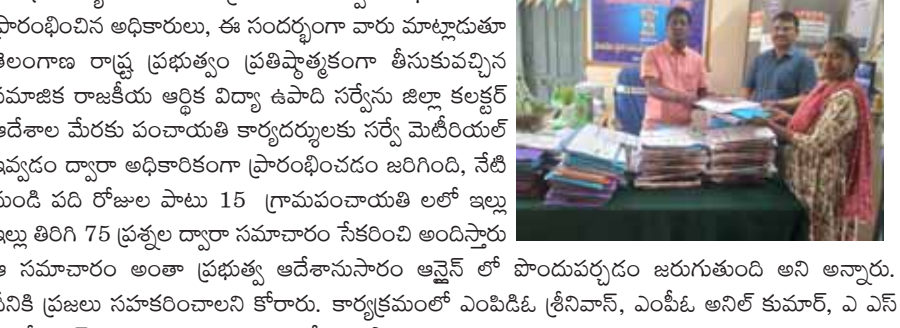 ప్రారంభించిన అధికారులు, ఈ సందర్భంగా వారు మాట్లాడుతూ
తెలంగాణ రాష్ట్ర ప్రభుత్వం ప్రతిష్ఠాత్మకంగా తీసుకువచ్చిన
సమాజిక రాజకీయ ఆర్థిక విద్యా ఉపాది సర్వేను జిల్లా కలక్టర్
ఆదేశాల మేరకు పంచాయతి కార్యదర్శులకు సర్వే మెటీరియల్
ఇవ్వడం ద్వారా అధికారికంగా ప్రారంభించడం జరిగింది, నేటి
నుండి పది రోజుల పాటు 15 గ్రామపంచాయతి లలో ఇల్లు
ఇల్లు తిరిగి 75 ప్రశ్నల ద్వారా సమాచారం సేకరించి అందిస్తారు
ఆ సమాచారం అంతా ప్రభుత్వ ఆదేశానుసారం ఆన్లైన్ లో పొందుపర్చడం జరుగుతుంది అని అన్నారు.
దీనికి ప్రజలు సహకరించాలని కోరారు. కార్యక్రమంలో ఎంపిడిఓ శ్రీనివాస్, ఎంపీఓ అనిల్ కుమార్, ఎ ఎస్